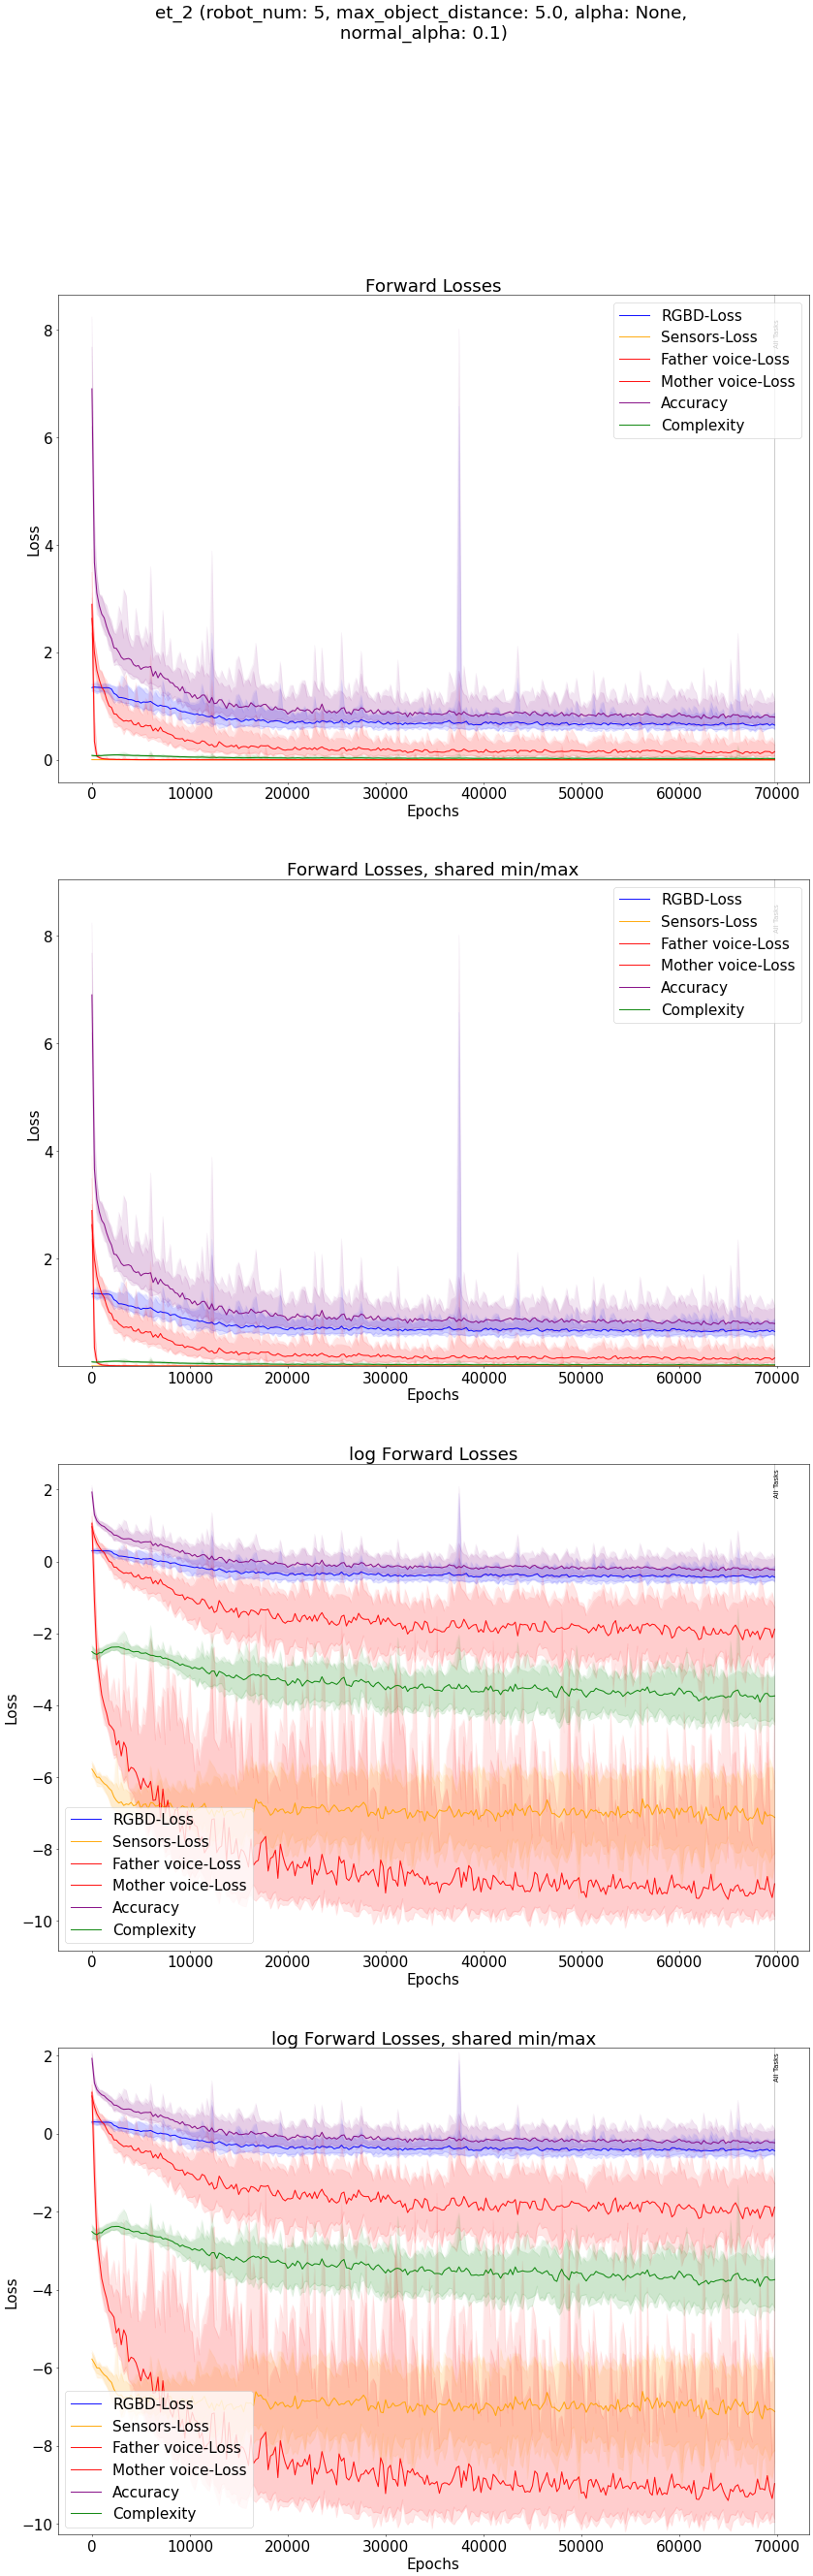 et_2 (robot_num: 5, max_object_distance: 5.0, alpha: None,
normal_alpha: 0.1)
Forward Losses
8
6
4
2
0
Loss
RGBD-Loss
Sensors-Loss
Father voice-Loss
Mother voice-Loss
Accuracy
Complexity
All Tasks
0 10000 20000 30000 40000 50000 60000 70000
Epochs
Forward Losses, shared min/max
8
6
4
2
Loss
RGBD-Loss
Sensors-Loss
Father voice-Loss
Mother voice-Loss
Accuracy
Complexity
All Tasks
0 10000 20000 30000 40000 50000 60000 70000
Epochs
log Forward Losses
2
0
−2
−4
−6
−8
−10
Loss
All Tasks
RGBD-Loss
Sensors-Loss
Father voice-Loss
Mother voice-Loss
Accuracy
Complexity
0 10000 20000 30000 40000 50000 60000 70000
Epochs
log Forward Losses, shared min/max
2
0
−2
−4
−6
−8
−10
Loss
All Tasks
RGBD-Loss
Sensors-Loss
Father voice-Loss
Mother voice-Loss
Accuracy
Complexity
0 10000 20000 30000 40000 50000 60000 70000
Epochs